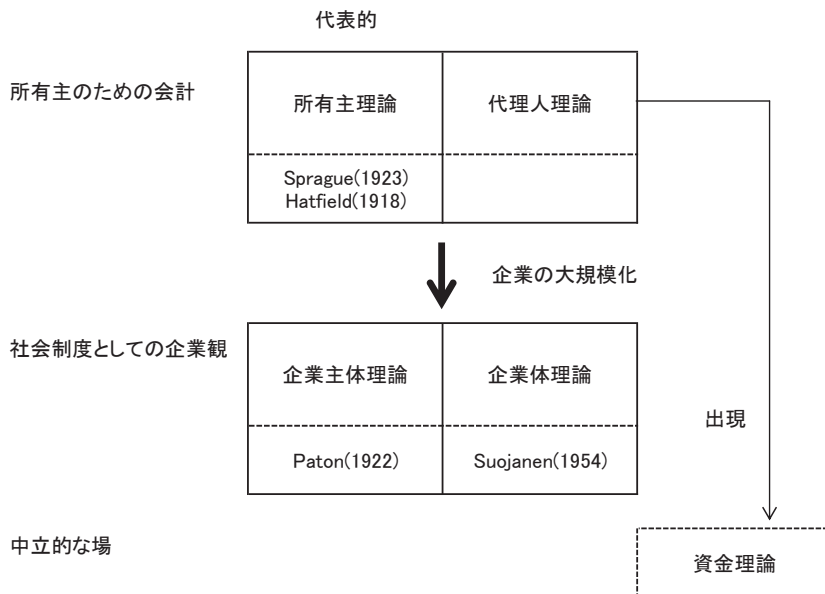 代表的
所有主のための会計
所有主理論
代理人理論
Sprague(1923)
Hatfield(1918)
企業の大規模化
社会制度としての企業観
企業主体理論
企業体理論
出現
Paton(1922)
Suojanen(1954)
中立的な場
資金理論